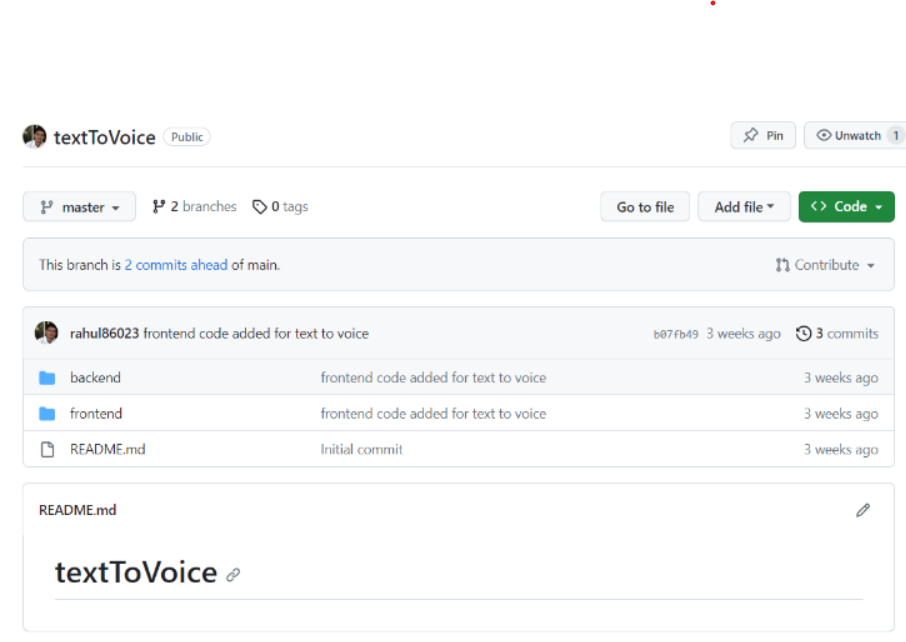 textToVoice Public Pin Unwatch 1
master 2 branches 0 tags Go to file Add file Code
This branch is 2 commits ahead of main. Contribute
rahul86023 frontend code added for text to voice b07fb49 3 weeks ago 3 commits
backend frontend code added for text to voice 3 weeks ago
frontend frontend code added for text to voice 3 weeks ago
README.md Initial commit 3 weeks ago
README.md
textToVoice